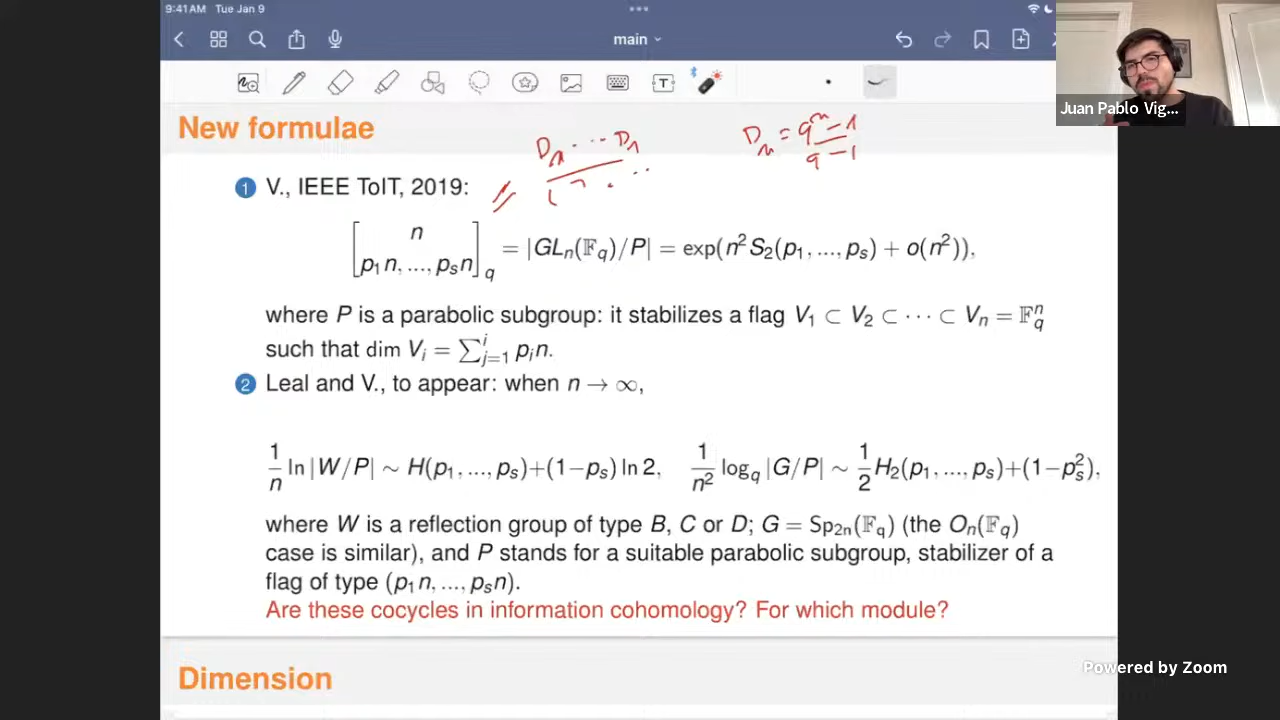 9:41 AM Tue Jan 9
main
Juan Pablo Vig...
New formulae
D_n ... D_1
D_n = q^n − 1 / q − 1
1 V., IEEE ToIT, 2019:
[n; p_1 n, ..., p_s n]_q = |GL_n(𝔽_q)/P| = exp(n^2 S_2(p_1, ..., p_s) + o(n^2)),
where P is a parabolic subgroup: it stabilizes a flag V_1 ⊂ V_2 ⊂ ··· ⊂ V_n = 𝔽_q^n
such that dim V_i = ∑_{j=1}^i p_i n.
2 Leal and V., to appear: when n → ∞,
1/n ln |W/P| ∼ H(p_1, ..., p_s)+(1−p_s) ln 2, 1/n^2 log_q |G/P| ∼ 1/2 H_2(p_1, ..., p_s)+(1−p_s^2),
where W is a reflection group of type B, C or D; G = Sp_{2n}(𝔽_q) (the O_n(𝔽_q)
case is similar), and P stands for a suitable parabolic subgroup, stabilizer of a
flag of type (p_1 n, ..., p_s n).
Are these cocycles in information cohomology? For which module?
Dimension
Powered by Zoom